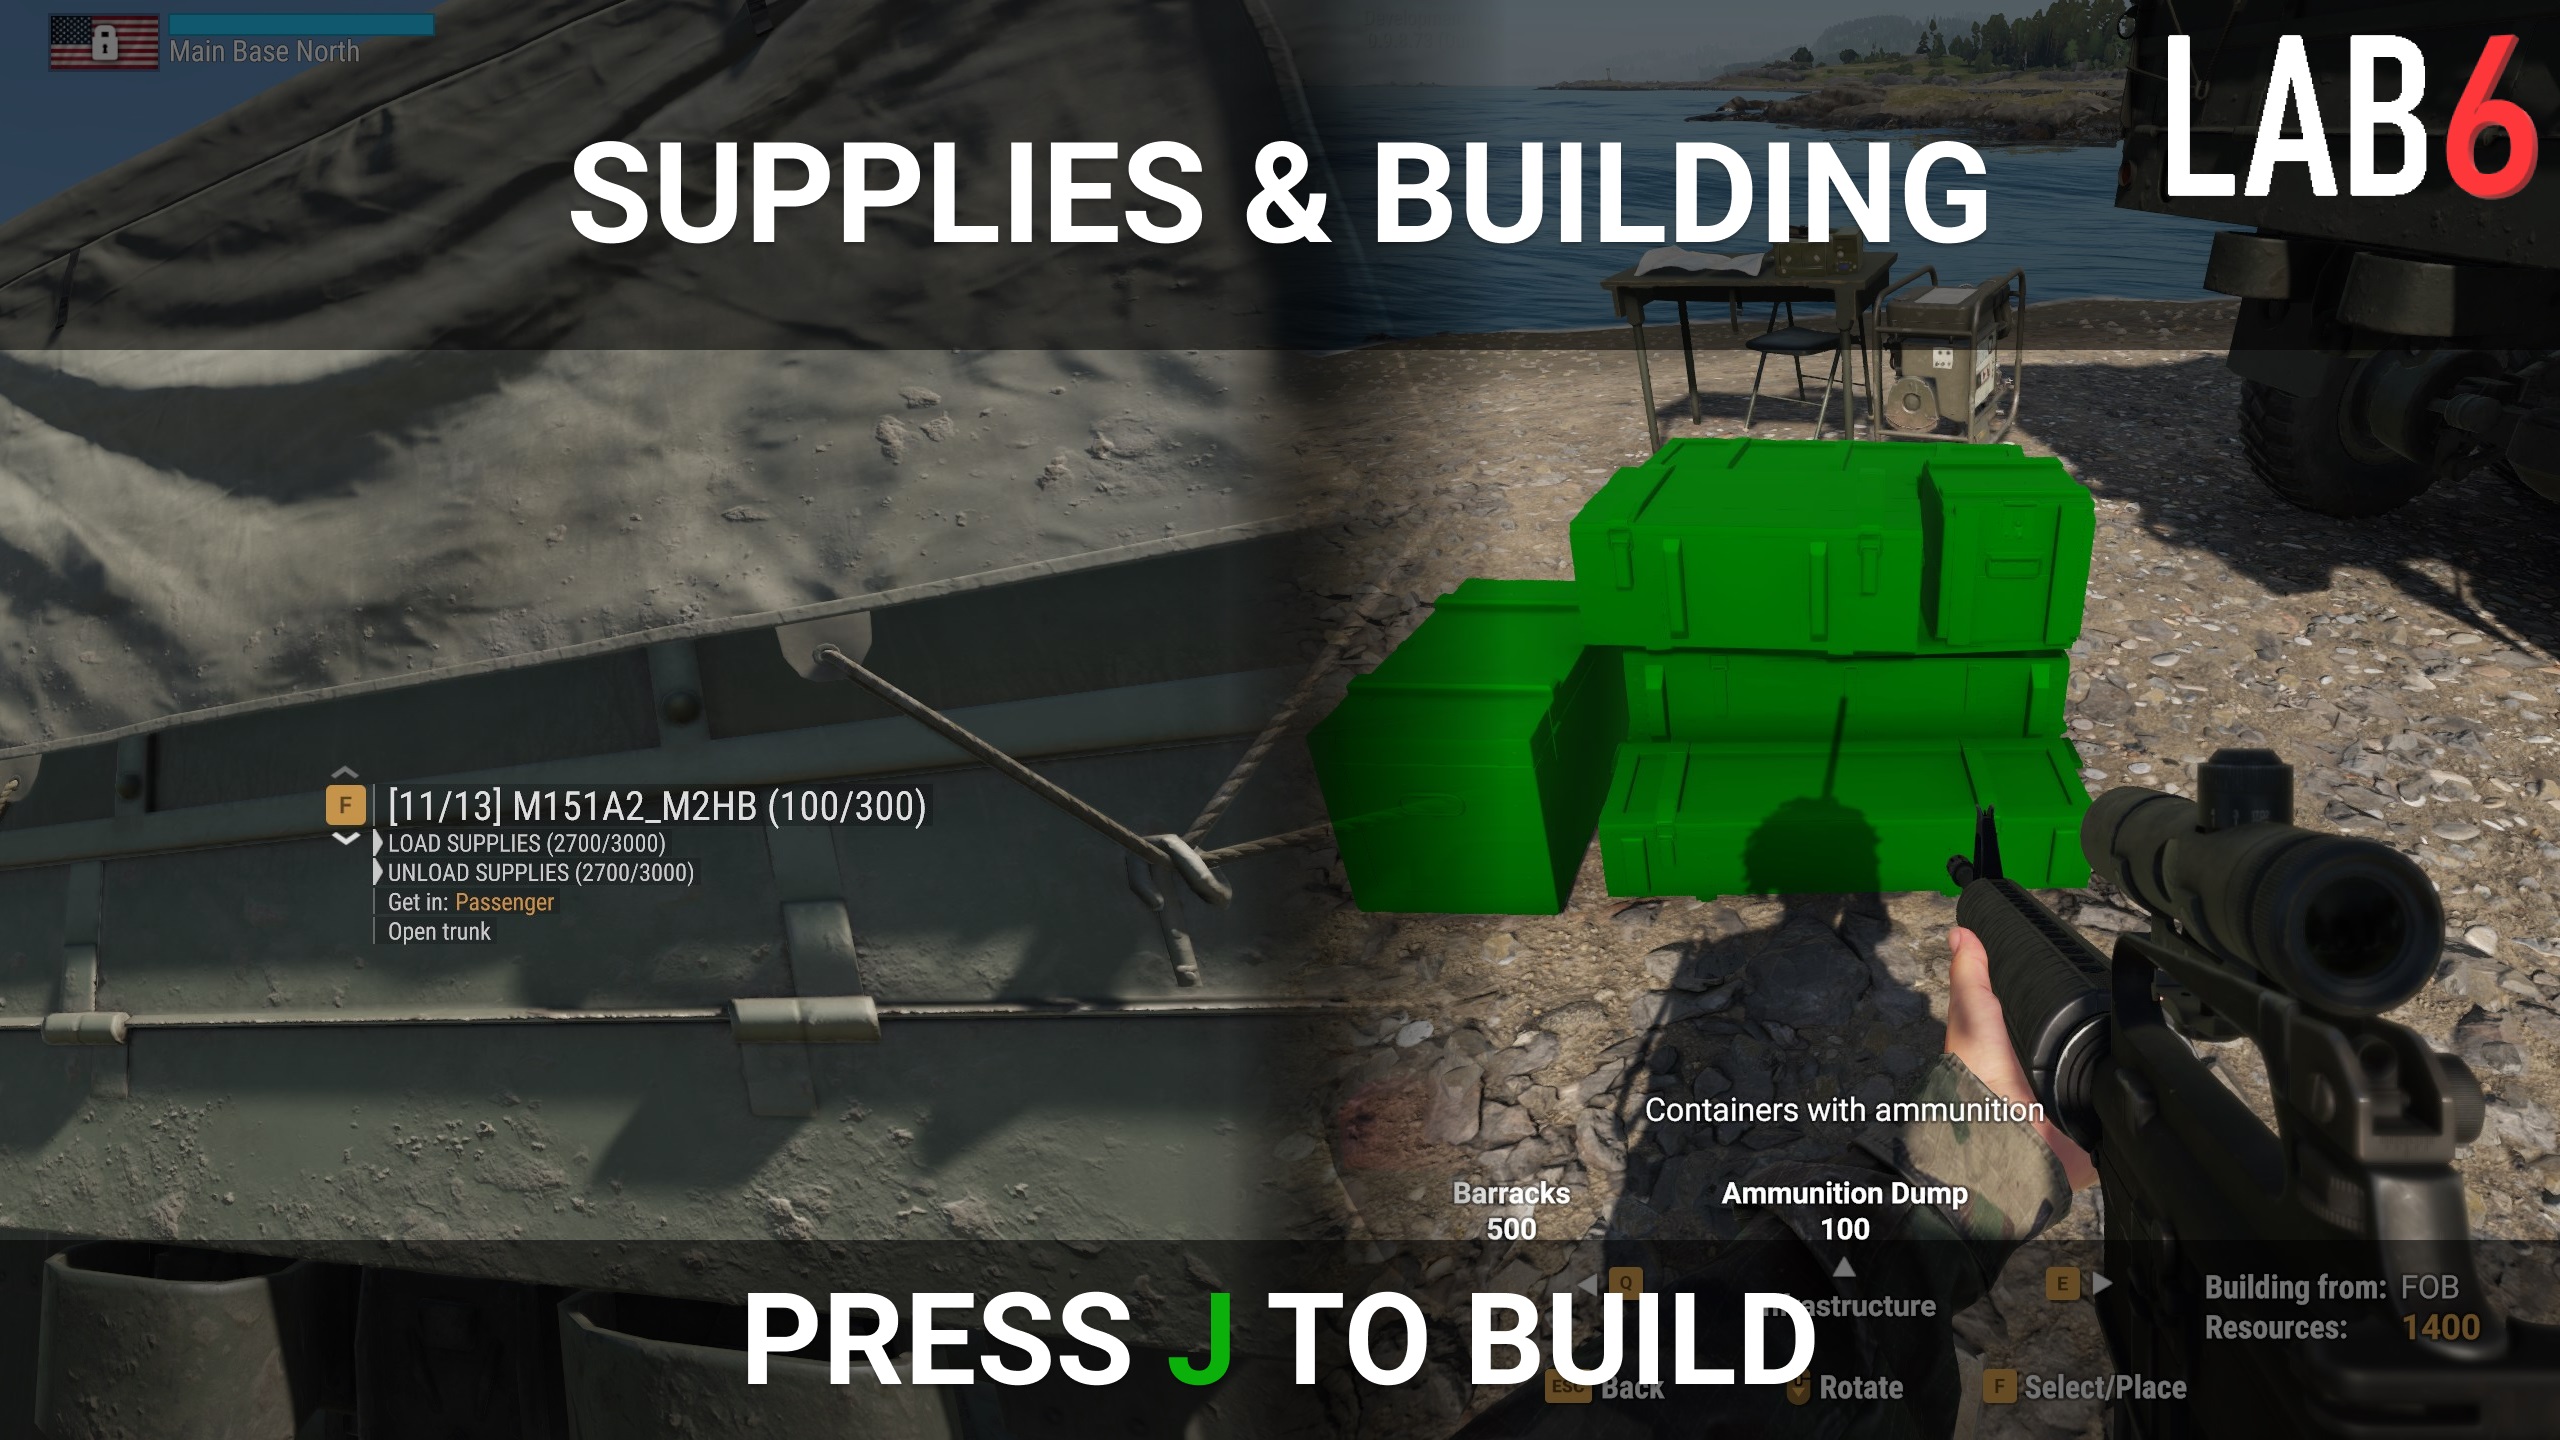 Main Base North
LAB6
SUPPLIES & BUILDING
F
[11/13] M151A2_M2HB (100/300)
LOAD SUPPLIES (2700/3000)
UNLOAD SUPPLIES (2700/3000)
Get in: Passenger
Open trunk
Containers with ammunition
Barracks
500
Ammunition Dump
100
Q
E
Building from: FOB
Resources: 1400
PRESS J TO BUILD
ESC Back
Rotate
F Select/Place